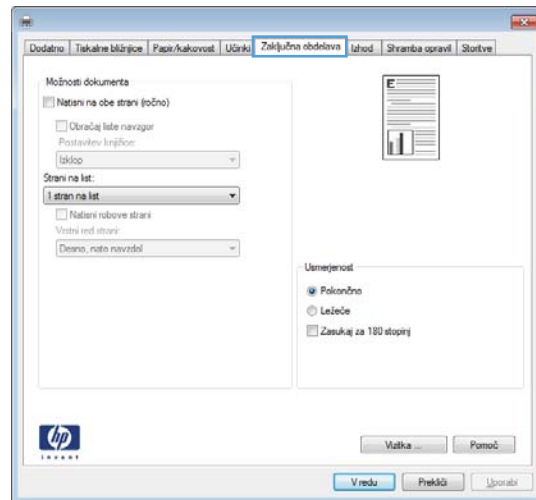 Dodatno Tiskalne bližnjice Papir/kakovost Učinki Zaključna obdelava Izhod Shramba opravil Storitve
Možnosti dokumenta
Natisni na obe strani (ročno)
Obračaj liste navzgor
Postavitev knjižice:
Izklop
Strani na list:
1 stran na list
Natisni robove strani
Vrstni red strani:
Desno, nato navzdol
E
Usmerjenost
Pokončno
Ležeče
Zasukaj za 180 stopinj
hp
invent
Vizitka ... Pomoč
V redu Prekliči Uporabi